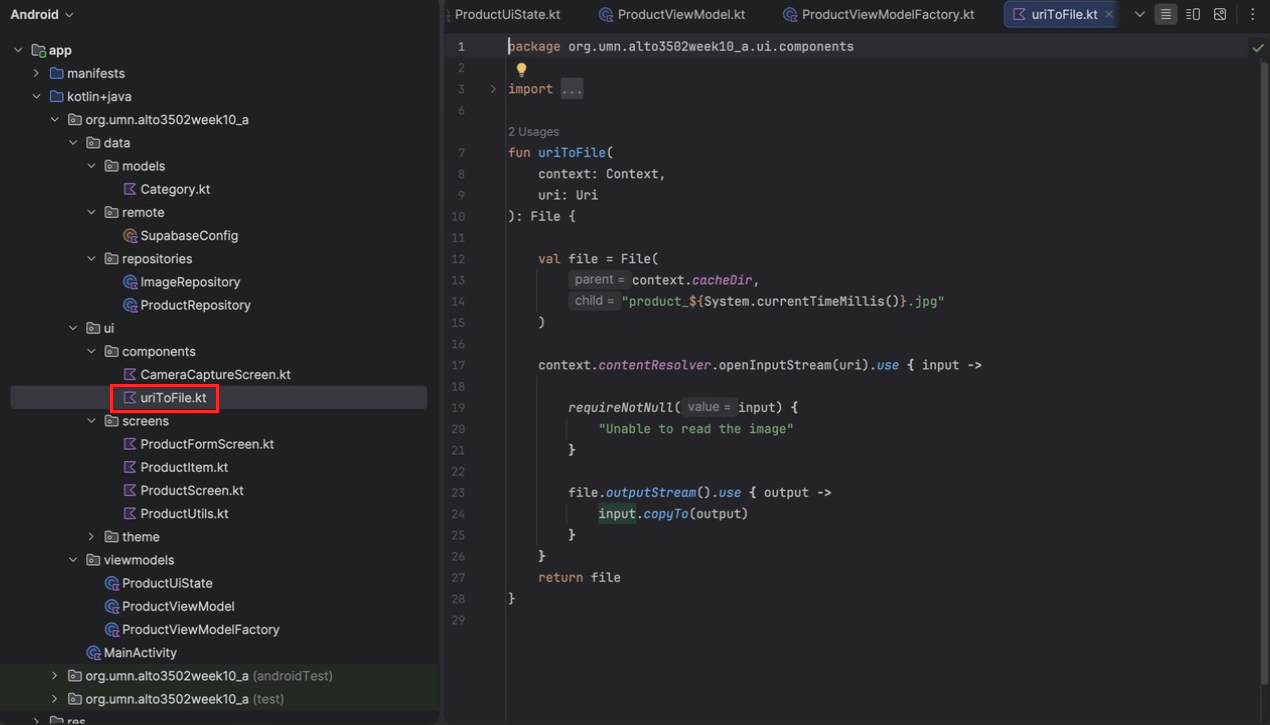 Android
app
manifests
kotlin+java
org.umn.alto3502week10_a
data
models
Category.kt
remote
SupabaseConfig
repositories
ImageRepository
ProductRepository
ui
components
CameraCaptureScreen.kt
uriToFile.kt
screens
ProductFormScreen.kt
ProductItem.kt
ProductScreen.kt
ProductUtils.kt
theme
viewmodels
ProductUiState
ProductViewModel
ProductViewModelFactory
MainActivity
org.umn.alto3502week10_a (androidTest)
org.umn.alto3502week10_a (test)
res
ProductUiState.kt ProductViewModel.kt ProductViewModelFactory.kt uriToFile.kt
1 package org.umn.alto3502week10_a.ui.components
2
3 import ...
6
2 Usages
7 fun uriToFile(
8 context: Context,
9 uri: Uri
10 ): File {
11
12 val file = File(
13 parent = context.cacheDir,
14 child = "product_${System.currentTimeMillis()}.jpg"
15 )
16
17 context.contentResolver.openInputStream(uri).use { input ->
18
19 requireNotNull( value = input) {
20 "Unable to read the image"
21 }
22
23 file.outputStream().use { output ->
24 input.copyTo(output)
25 }
26 }
27 return file
28 }
29